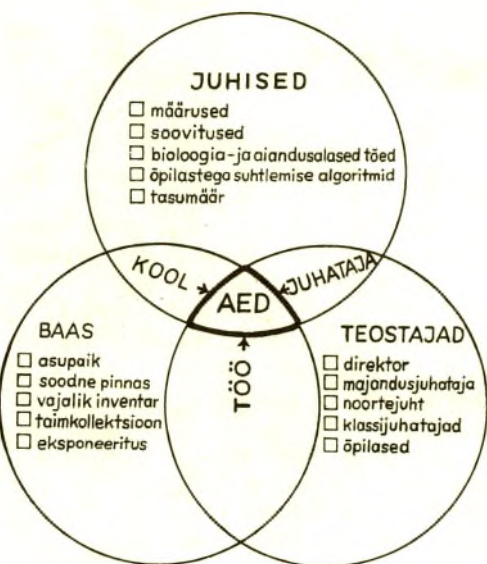 JUHISED
□ määrused
□ soovitused
□ bioloogia-ja aiandusalased tõed
□ õpilastega suhtlemise algoritmid
□ tasumäär
KOOL
JUHATAJA
AED
TÖÖ
BAAS
□ asupaik
□ soodne pinnas
□ vajalik inventar
□ taimkollektsioon
□ eksponeeritus
TEOSTAJAD
□ direktor
□ majandusjuhataja
□ noortejuht
□ klassijuhatajad
□ õpilased